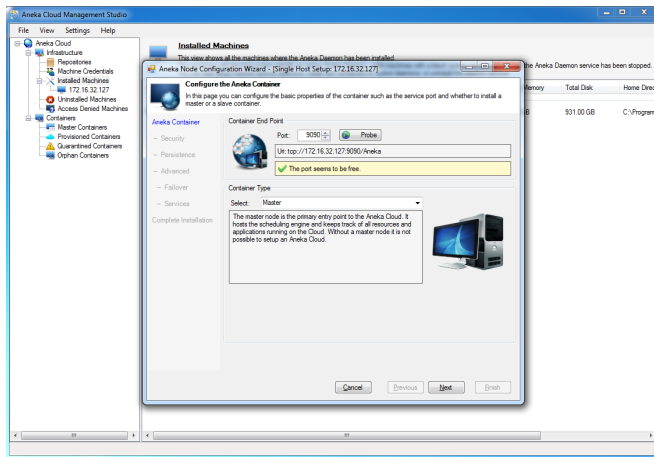 Aneka Cloud Management Studio
File View Settings Help
Aneka Cloud
Infrastructure
Repositories
Machine Credentials
Installed Machines
172.16.32.127
Uninstalled Machines
Access Denied Machines
Containers
Master Containers
Provisioned Containers
Quarantined Containers
Orphan Containers
Installed Machines
This view shows all the machines where the Aneka Daemon has been installed.
the Aneka Daemon service has been stopped.
Memory Total Disk Home Direc
GB 931.00 GB C:\Program
Aneka Node Configuration Wizard - [Single Host Setup: 172.16.32.127]
Configure the Aneka Container
In this page you can configure the basic properties of the container such as the service port and whether to install a
master or a slave container.
Aneka Container
– Security
– Persistence
– Advanced
– Failover
– Services
Complete Installation
Container End Point
Port: 9090 Probe
Uri: tcp://172.16.32.127:9090/Aneka
The port seems to be free.
Container Type
Select: Master
The master node is the primary entry point to the Aneka Cloud. It
hosts the scheduling engine and keeps track of all resources and
applications running on the Cloud. Without a master node it is not
possible to setup an Aneka Cloud.
Cancel Previous Next Finish